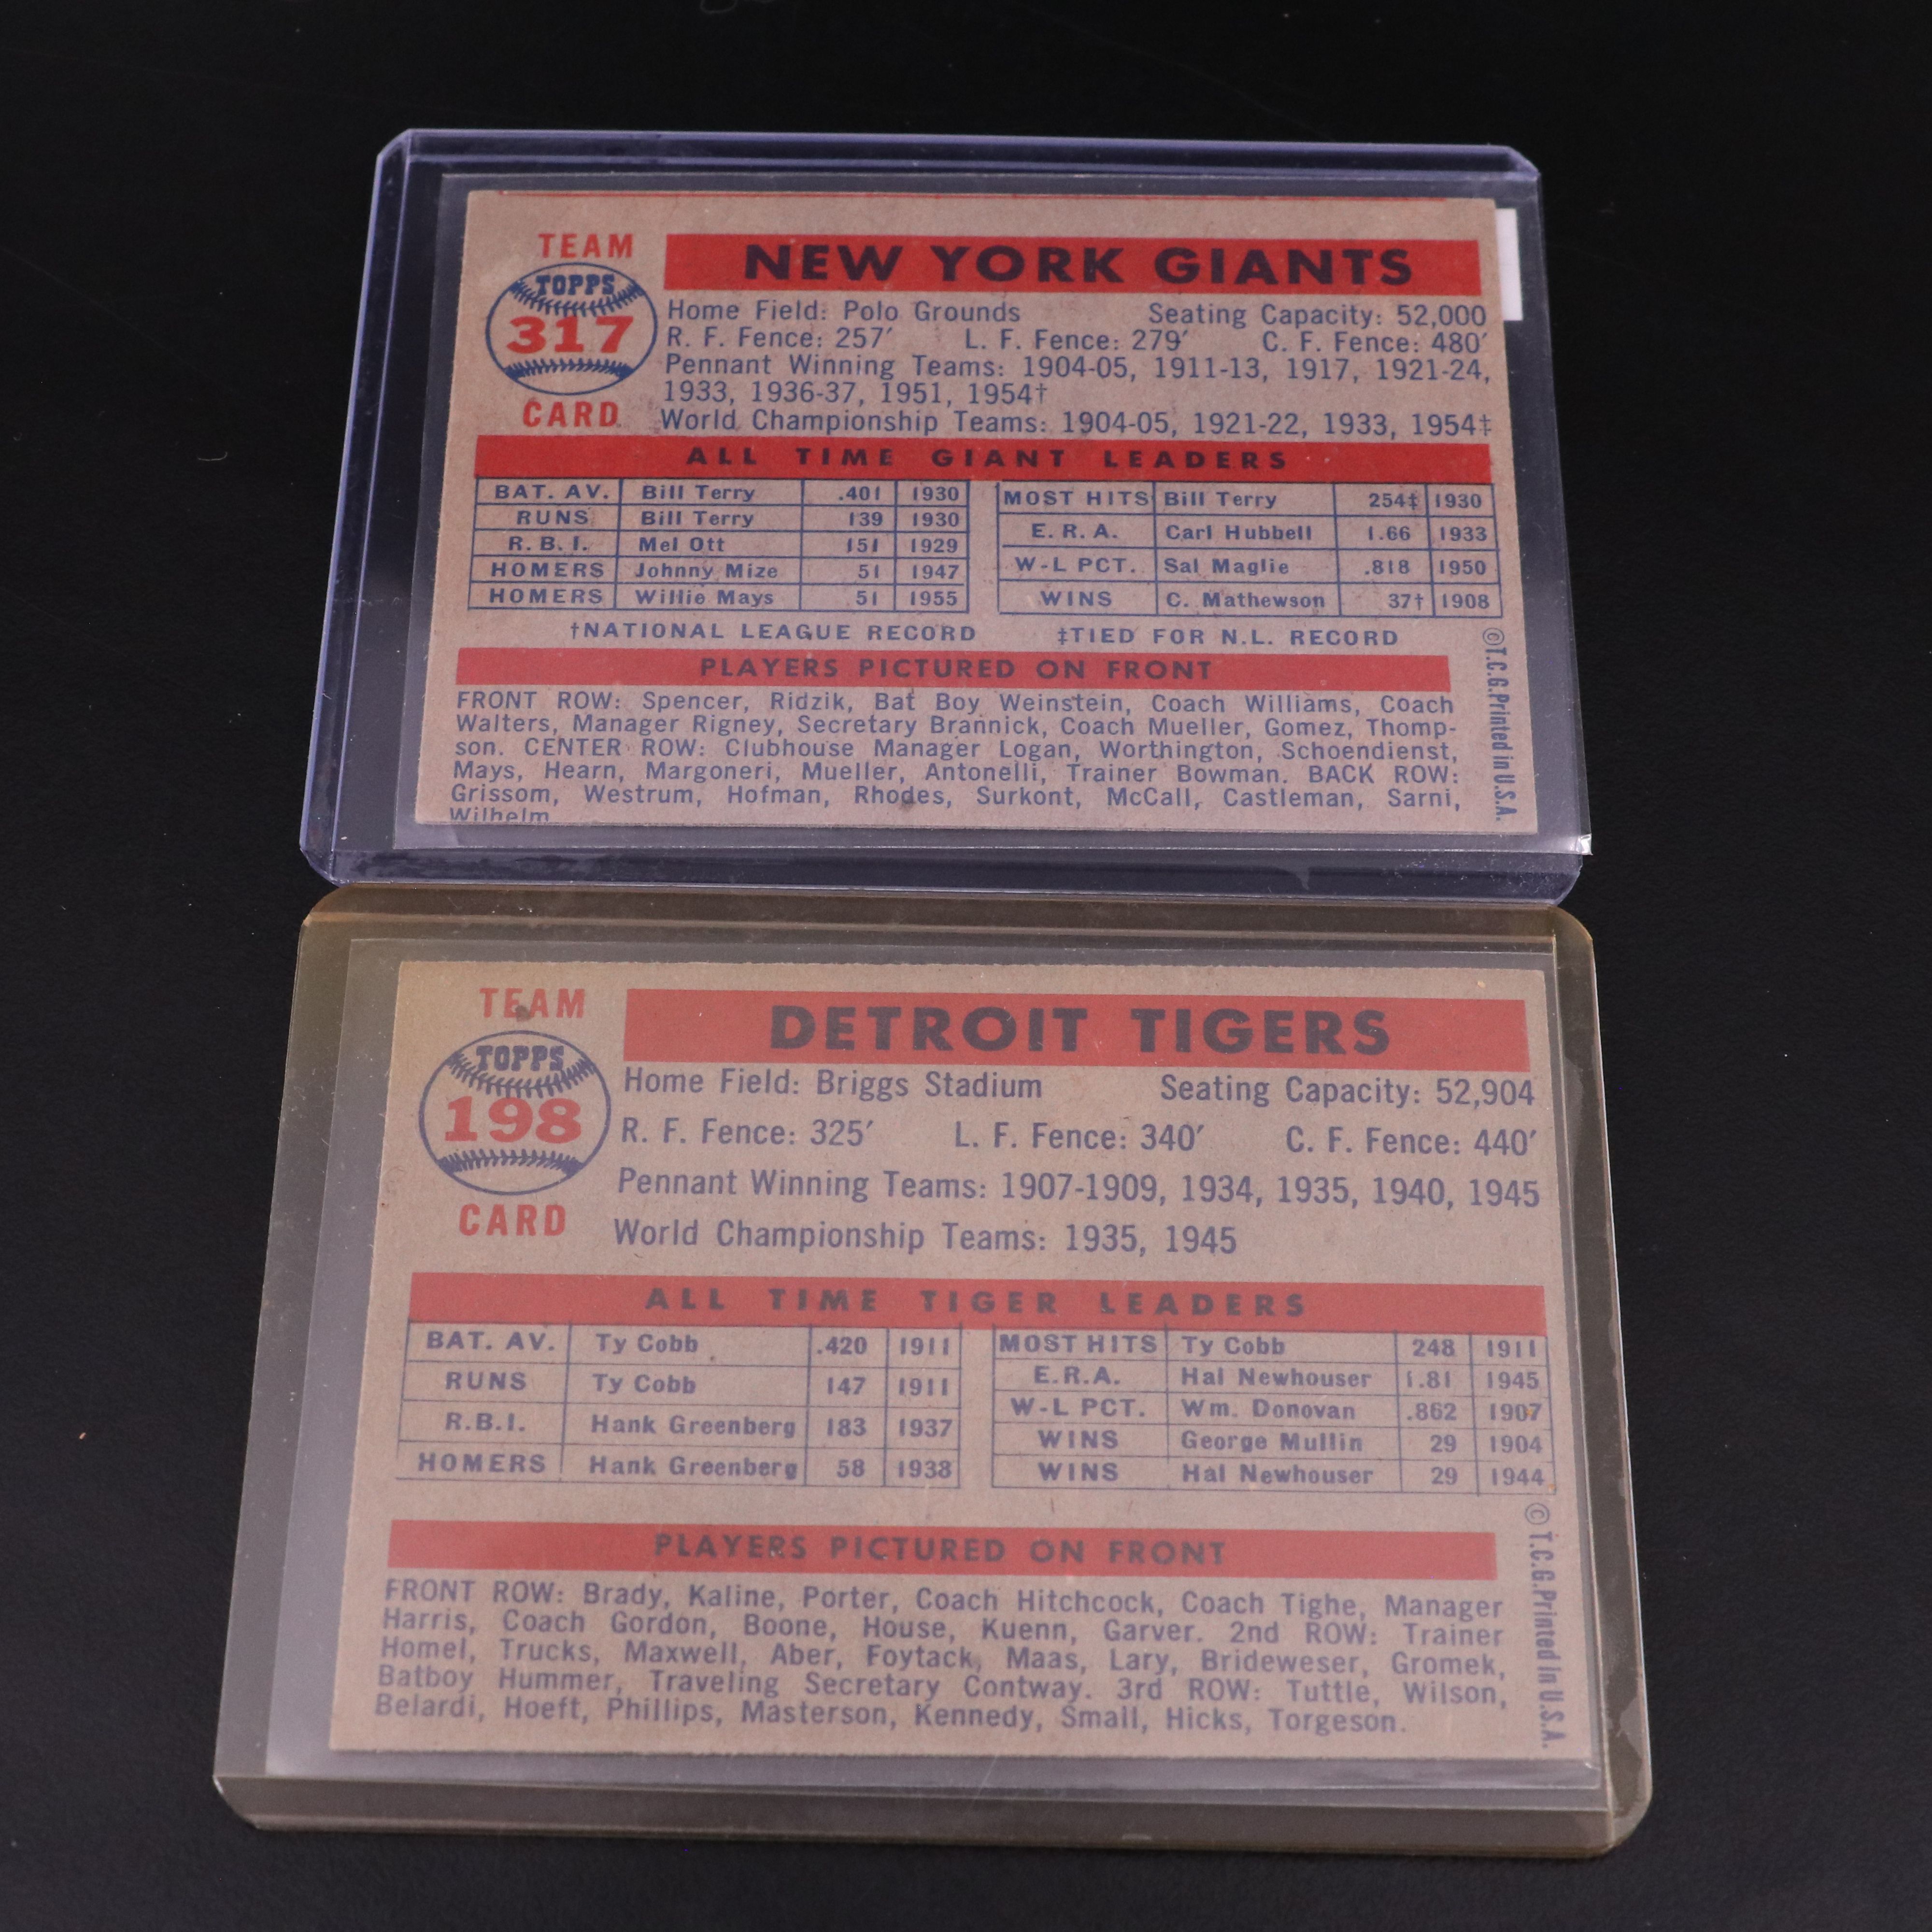 TEAM
TOPPS
317
CARD
NEW YORK GIANTS
Home Field: Polo Grounds Seating Capacity: 52,000
R. F. Fence: 257′ L. F. Fence: 279′ C. F. Fence: 480′
Pennant Winning Teams: 1904-05, 1911-13, 1917, 1921-24,
1933, 1936-37, 1951, 1954†
World Championship Teams: 1904-05, 1921-22, 1933, 1954‡
ALL TIME GIANT LEADERS
BAT. AV. Bill Terry .401 1930
RUNS Bill Terry 139 1930
R. B. I. Mel Ott 151 1929
HOMERS Johnny Mize 51 1947
HOMERS Willie Mays 51 1955
MOST HITS Bill Terry 254‡ 1930
E. R. A. Carl Hubbell 1.66 1933
W-L PCT. Sal Maglie .818 1950
WINS C. Mathewson 37† 1908
†NATIONAL LEAGUE RECORD ‡TIED FOR N.L. RECORD
PLAYERS PICTURED ON FRONT
FRONT ROW: Spencer, Ridzik, Bat Boy Weinstein, Coach Williams, Coach
Walters, Manager Rigney, Secretary Brannick, Coach Mueller, Gomez, Thomp-
son. CENTER ROW: Clubhouse Manager Logan, Worthington, Schoendienst,
Mays, Hearn, Margoneri, Mueller, Antonelli, Trainer Bowman. BACK ROW:
Grissom, Westrum, Hofman, Rhodes, Surkont, McCall, Castleman, Sarni,
Wilhelm
©T.C.G. Printed in U.S.A.
TEAM
TOPPS
198
CARD
DETROIT TIGERS
Home Field: Briggs Stadium Seating Capacity: 52,904
R. F. Fence: 325′ L. F. Fence: 340′ C. F. Fence: 440′
Pennant Winning Teams: 1907-1909, 1934, 1935, 1940, 1945
World Championship Teams: 1935, 1945
ALL TIME TIGER LEADERS
BAT. AV. Ty Cobb .420 1911
RUNS Ty Cobb 147 1911
R.B.I. Hank Greenberg 183 1937
HOMERS Hank Greenberg 58 1938
MOST HITS Ty Cobb 248 1911
E.R.A. Hal Newhouser 1.81 1945
W-L PCT. Wm. Donovan .862 1907
WINS George Mullin 29 1904
WINS Hal Newhouser 29 1944
PLAYERS PICTURED ON FRONT
FRONT ROW: Brady, Kaline, Porter, Coach Hitchcock, Coach Tighe, Manager
Harris, Coach Gordon, Boone, House, Kuenn, Garver. 2nd ROW: Trainer
Homel, Trucks, Maxwell, Aber, Foytack, Maas, Lary, Brideweser, Gromek,
Batboy Hummer, Traveling Secretary Contway. 3rd ROW: Tuttle, Wilson,
Belardi, Hoeft, Phillips, Masterson, Kennedy, Small, Hicks, Torgeson.
© T.C.G. Printed in U.S.A.